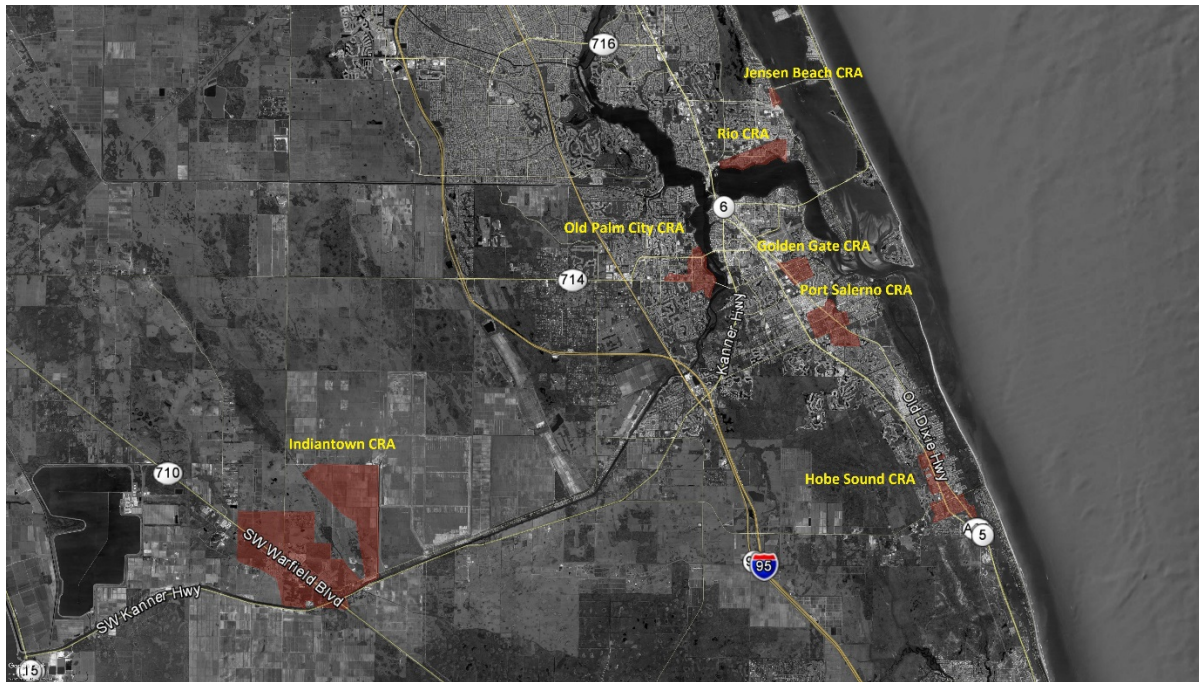 716
Jensen Beach CRA
Rio CRA
6
Old Palm City CRA
Golden Gate CRA
714
Port Salerno CRA
Kanner Hwy
Old Dixie Hwy
Indiantown CRA
710
Hobe Sound CRA
A
5
SW Warfield Blvd
95
SW Kanner Hwy
15